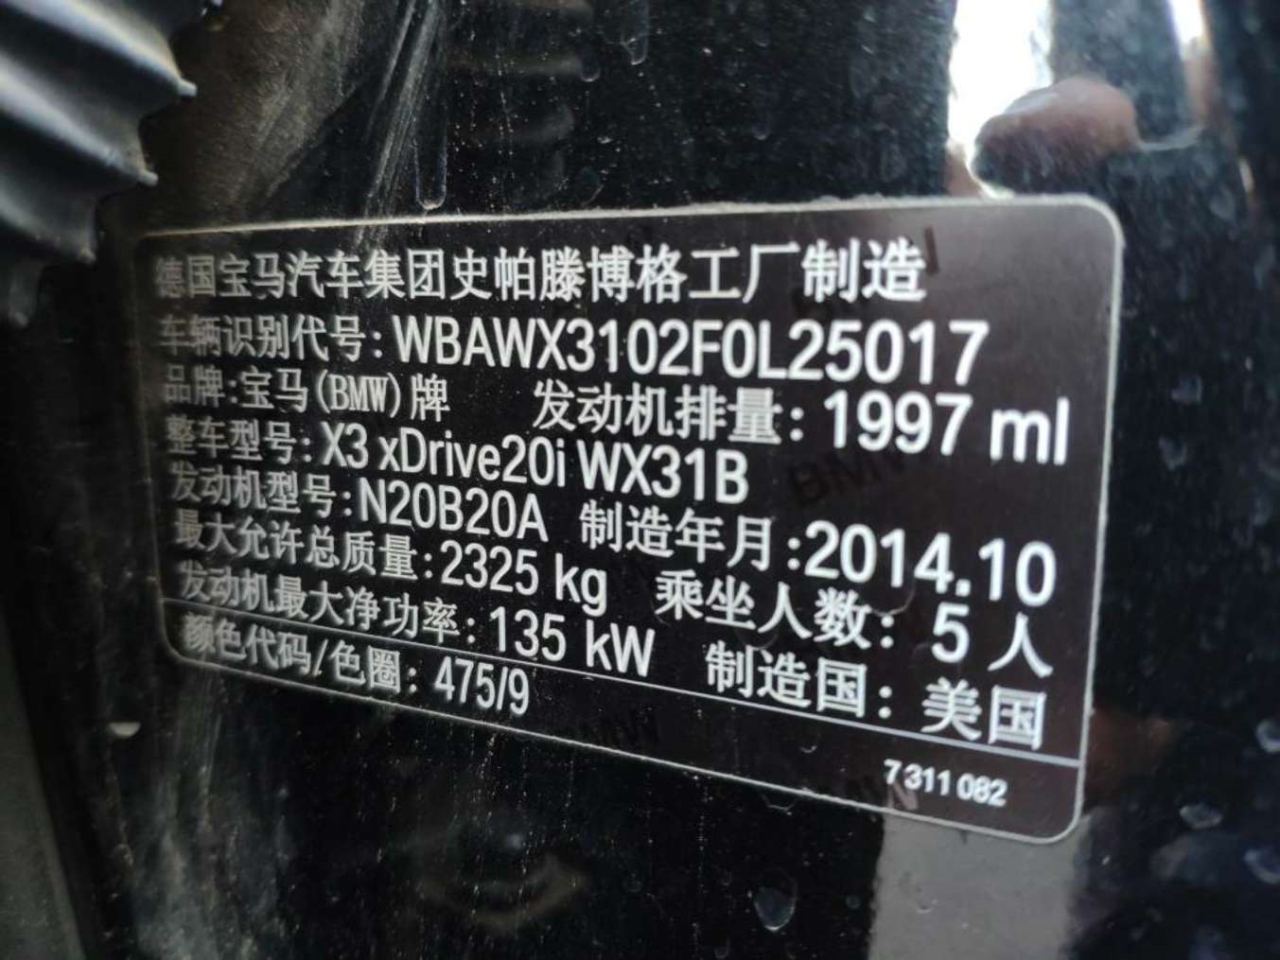 德国宝马汽车集团史帕滕博格工厂制造
车辆识别代号:WBAWX3102F0L25017
品牌:宝马(BMW)牌 发动机排量:1997 ml
整车型号:X3 xDrive20i WX31B
发动机型号:N20B20A 制造年月:2014.10
最大允许总质量:2325 kg 乘坐人数:5人
发动机最大净功率:135 kW 制造国:美国
颜色代码/色圈:475/9
7311082
BMW
BMW